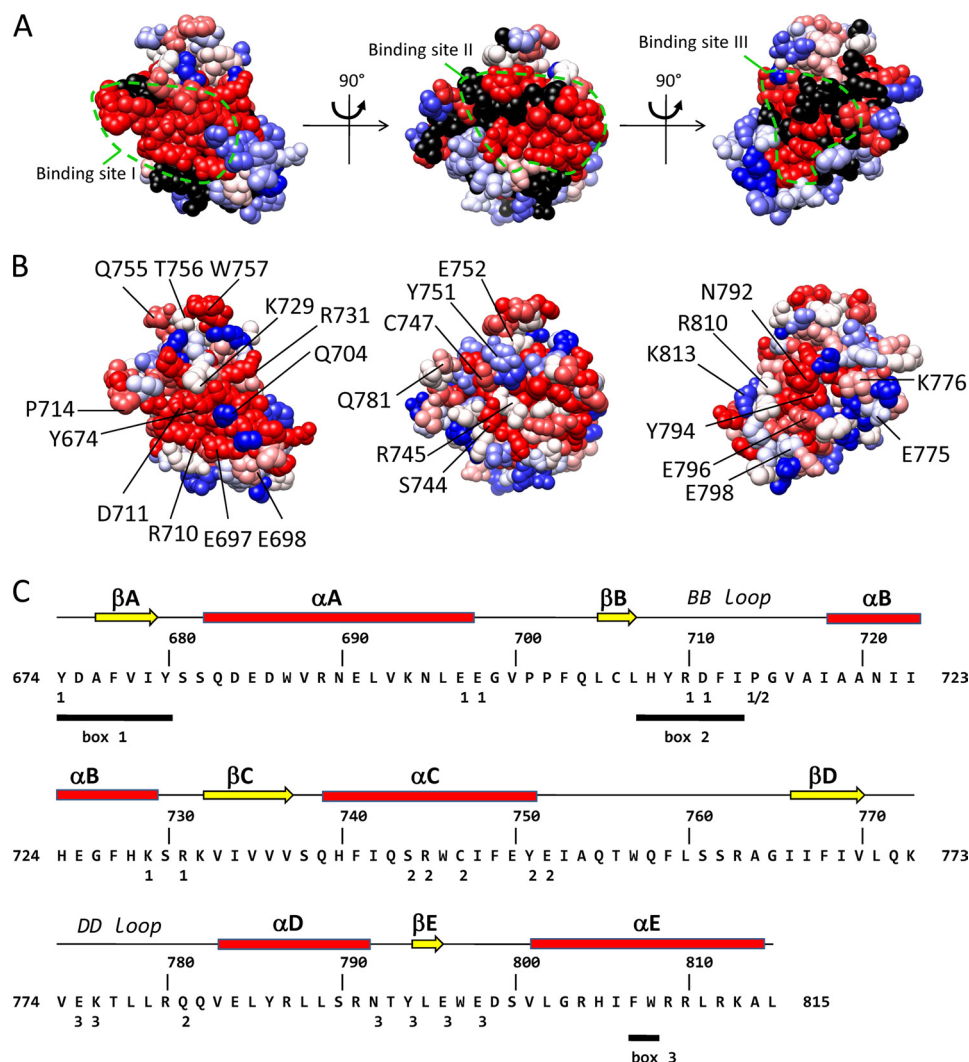 A
Binding site I
90°
Binding site II
90°
Binding site III
B
Q755 T756 W757
K729
R731
Q704
P714
Y674
D711
R710
E697 E698
E752
Y751
C747
Q781
R745
S744
N792
R810
K813
K776
Y794
E775
E796
E798
C
βA αA βB BB loop αB
680 690 700 710 720
674 Y D A F V I Y S S Q D E D W V R N E L V K N L E E G V P P F Q L C L H Y R D F I P G V A I A A N I I 723
1 1 1 1 1 1/2
box 1 box 2
αB βC αC βD
730 740 750 760 770
724 H E G F H K S R K V I V V V S Q H F I Q S R W C I F E Y E I A Q T W Q F L S S R A G I I F I V L Q K 773
1 1 2 2 2 2 2
DD loop αD βE αE
780 790 800 810
774 V E K T L L R Q Q V E L Y R L L S R N T Y L E W E D S V L G R H I F W R R L R K A L 815
3 3 2 3 3 3 3
box 3